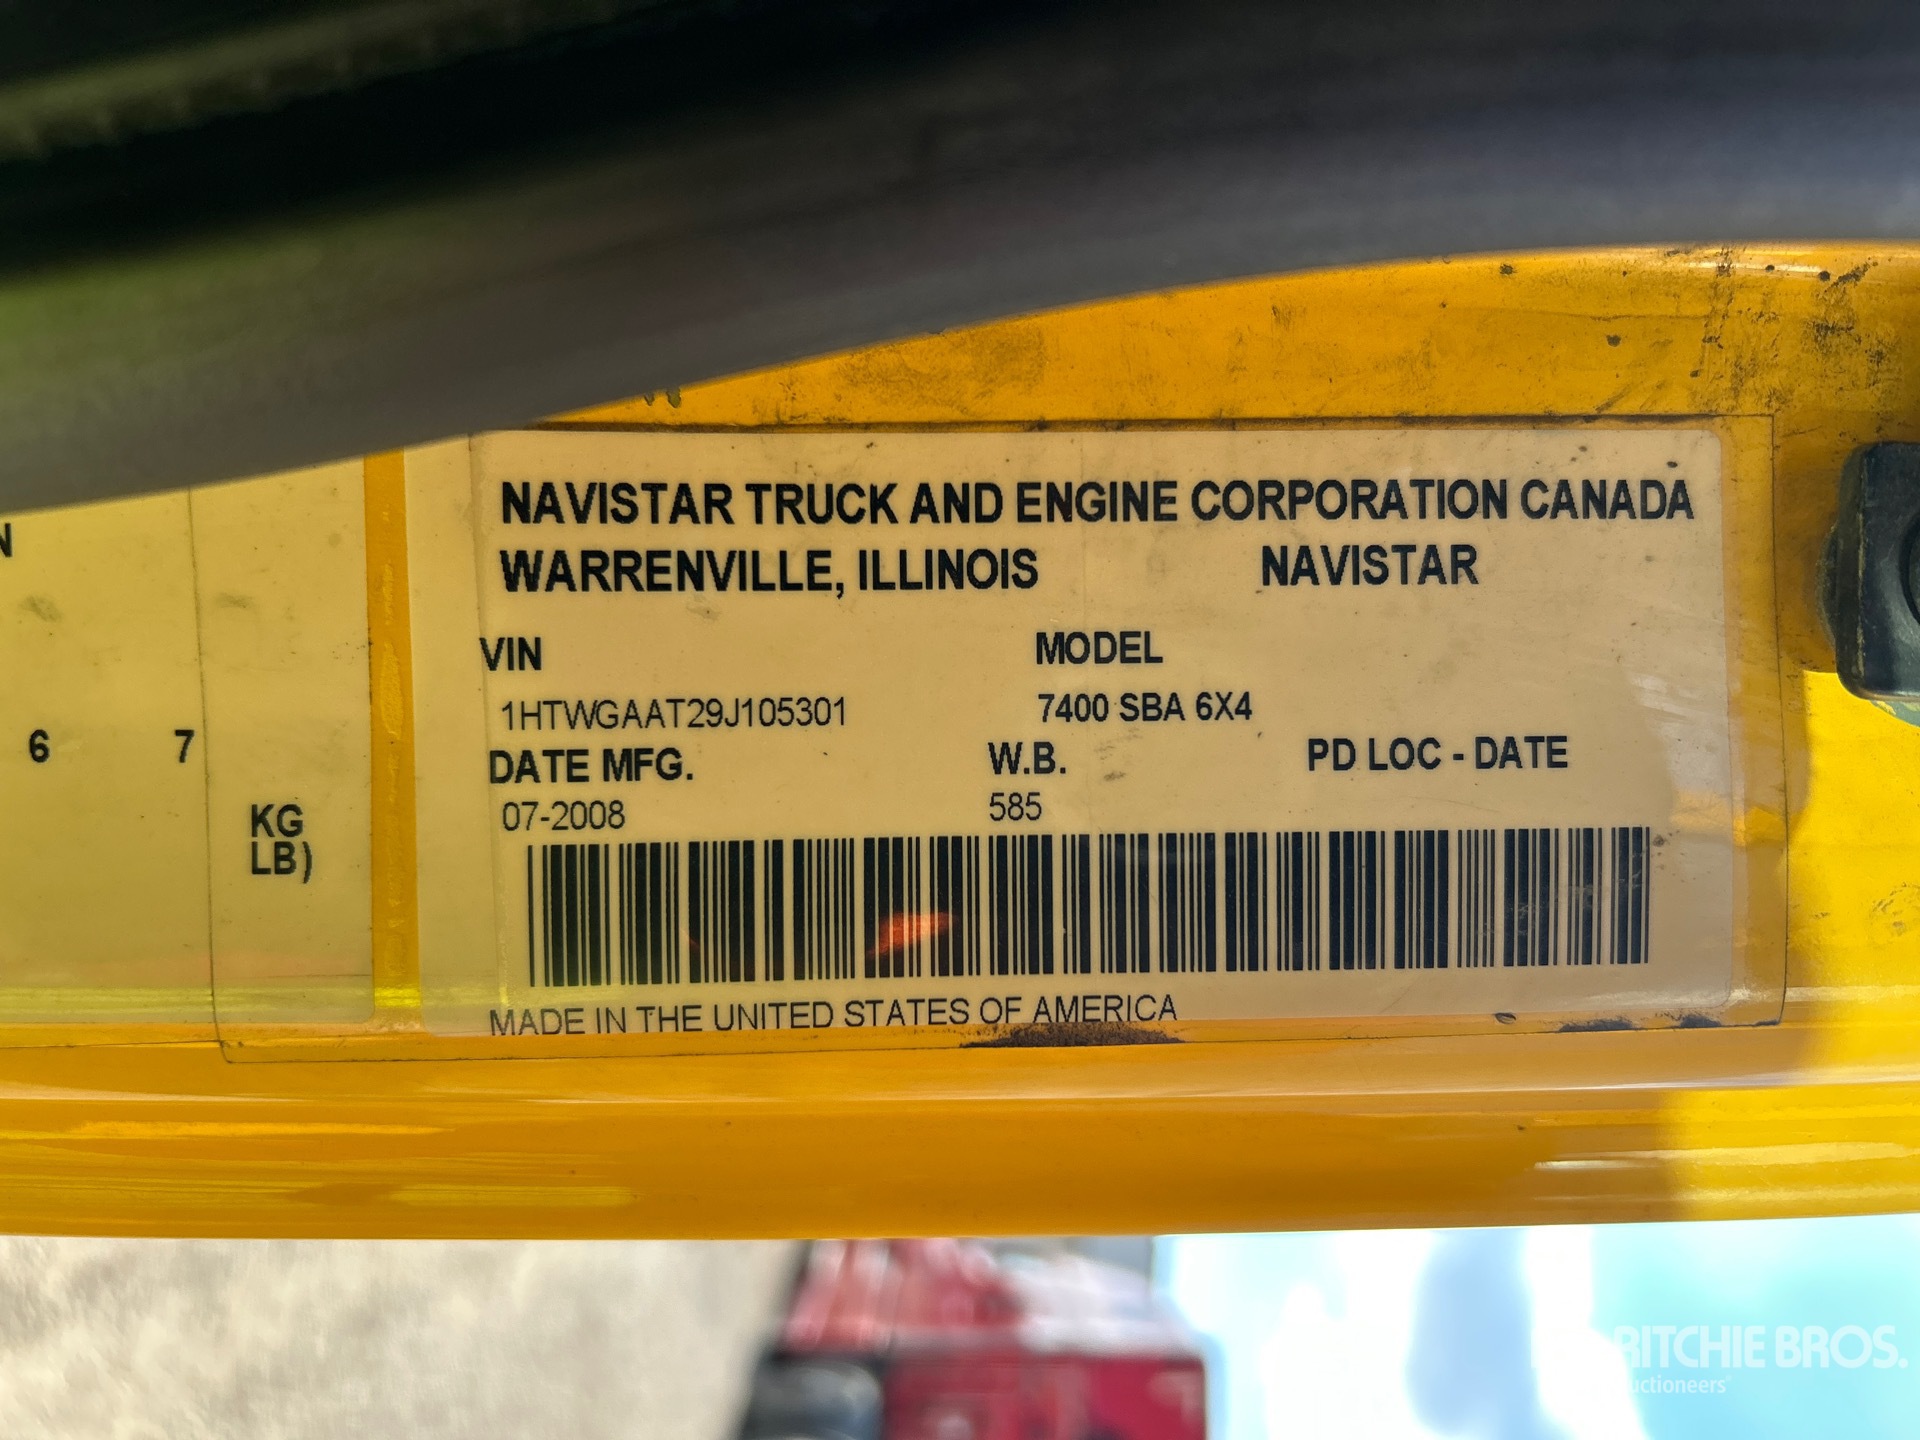 NAVISTAR TRUCK AND ENGINE CORPORATION CANADA
WARRENVILLE, ILLINOIS NAVISTAR
VIN MODEL
1HTWGAAT29J105301 7400 SBA 6X4
DATE MFG. W.B. PD LOC - DATE
07-2008 585
MADE IN THE UNITED STATES OF AMERICA
N
6 7
KG
LB)
RITCHIE BROS.
uctioneers